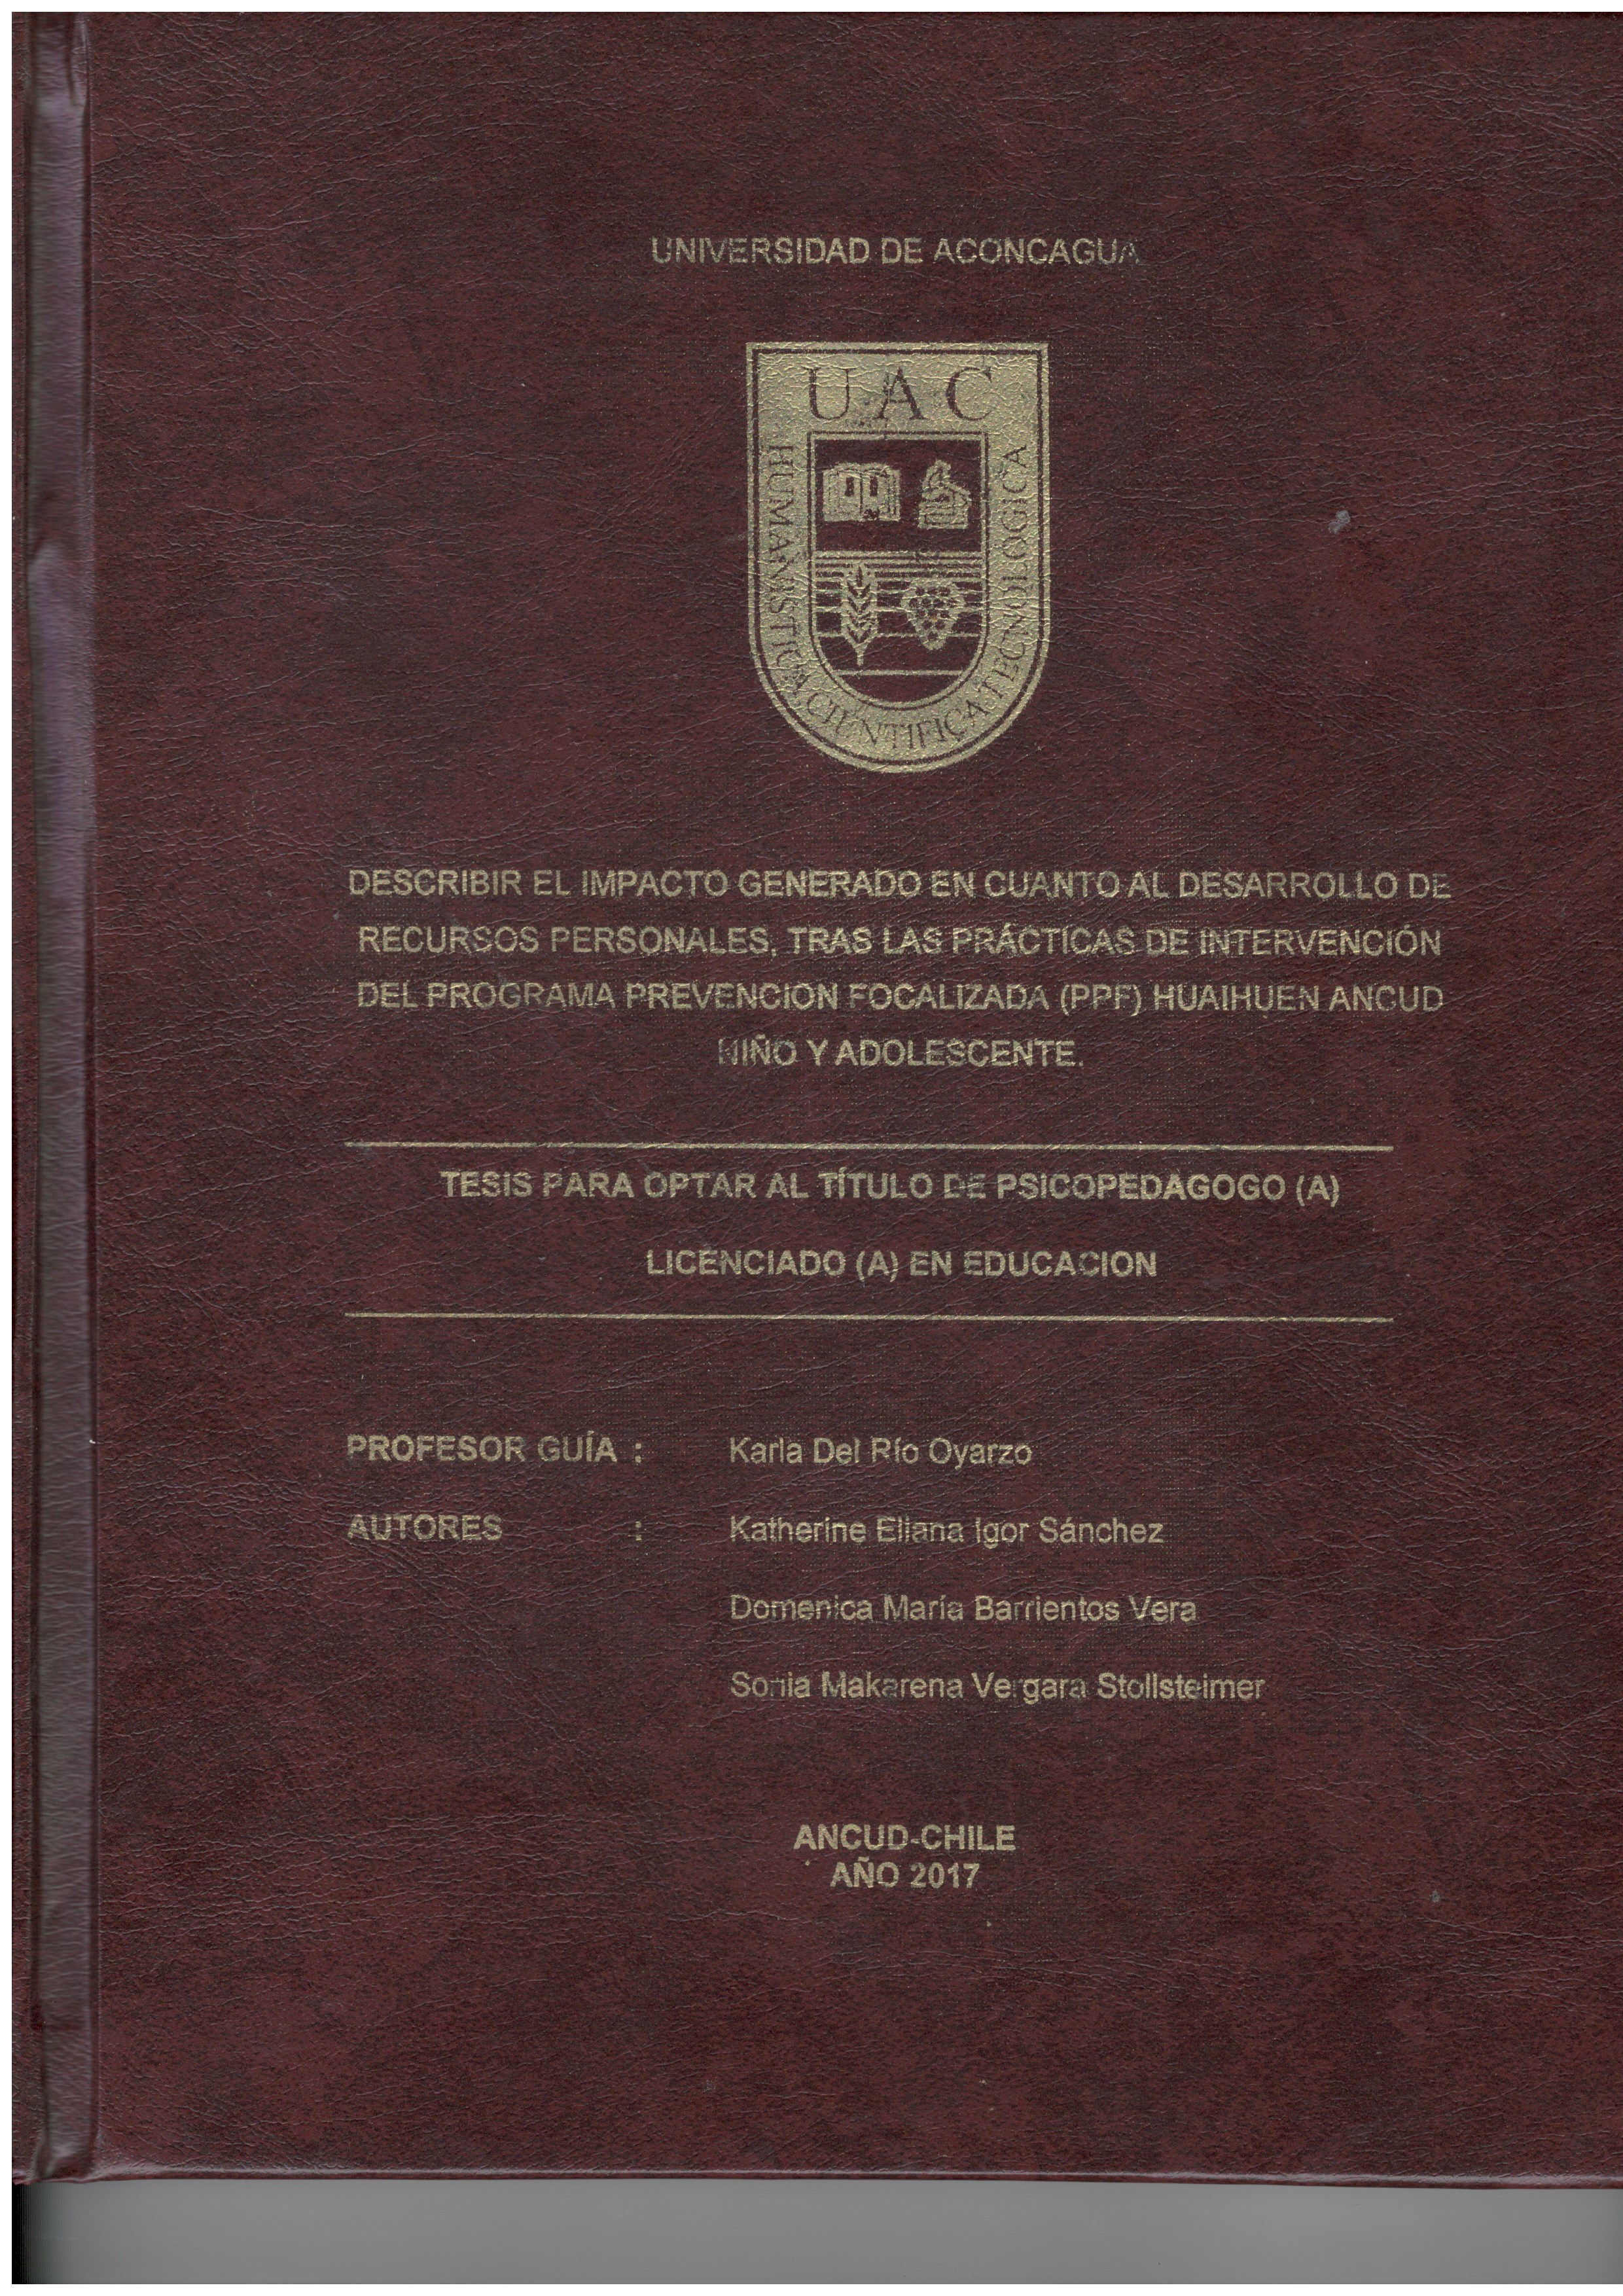 UNIVERSIDAD DE ACONCAGUA
UAC
HUMANISTICA CIENTIFICA TECNOLOGICA
DESCRIBIR EL IMPACTO GENERADO EN CUANTO AL DESARROLLO DE
RECURSOS PERSONALES, TRAS LAS PRÁCTICAS DE INTERVENCIÓN
DEL PROGRAMA PREVENCION FOCALIZADA (PPF) HUAIHUEN ANCUD
NIÑO Y ADOLESCENTE.
TESIS PARA OPTAR AL TÍTULO DE PSICOPEDAGOGO (A)
LICENCIADO (A) EN EDUCACION
PROFESOR GUÍA : Karla Del Río Oyarzo
AUTORES : Katherine Eliana Igor Sánchez
Domenica María Barrientos Vera
Sonia Makarena Vergara Stollsteimer
ANCUD-CHILE
AÑO 2017